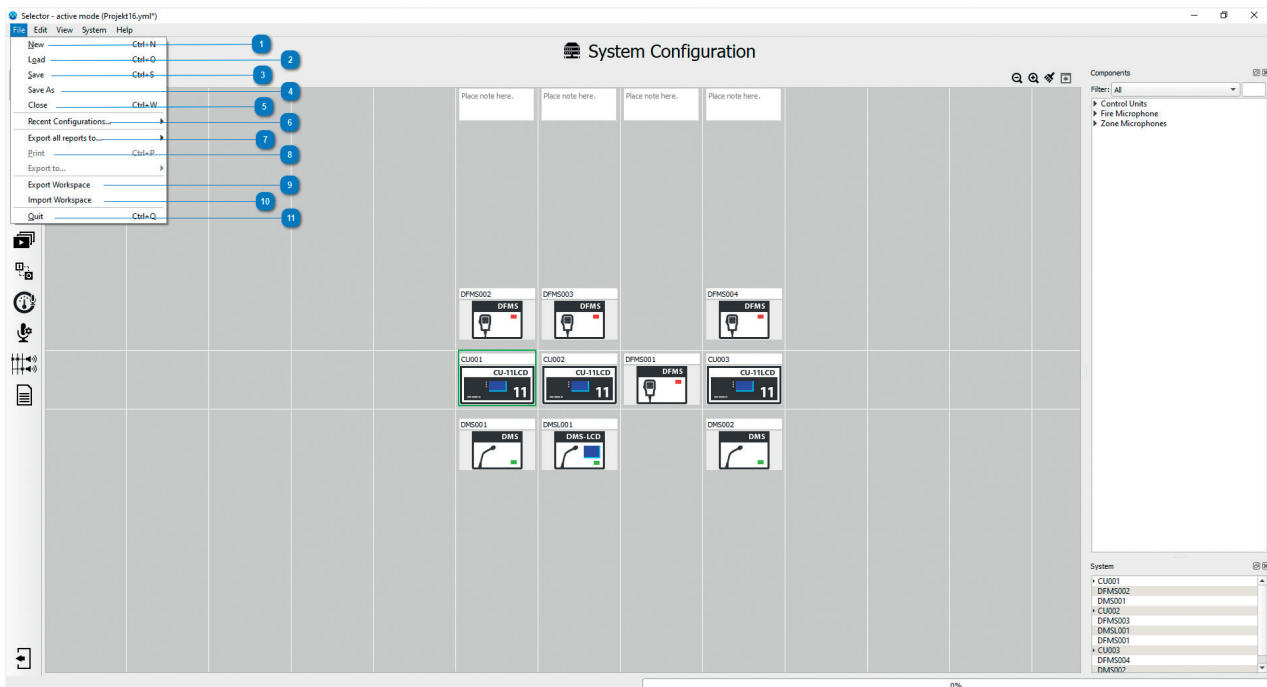 Selector - active mode (Projekt16.yml*)
File Edit View System Help
New Ctrl+N 1
Load Ctrl+O 2
Save Ctrl+S 3
Save As 4
Close Ctrl+W 5
Recent Configurations... 6
Export all reports to... 7
Print Ctrl+P 8
Export to...
Export Workspace 9
Import Workspace 10
Quit Ctrl+Q 11
System Configuration
Place note here. Place note here. Place note here. Place note here.
DFMS002 DFMS003 DFMS004
DFMS DFMS DFMS
CU001 CU002 DFMS001 CU003
CU-11LCD CU-11LCD DFMS CU-11LCD
11 11 11
DMS001 DMSL001 DMS002
DMS DMS-LCD DMS
Components
Filter: All
Control Units
Fire Microphone
Zone Microphones
System
CU001
DFMS002
DMS001
CU002
DFMS003
DMSL001
DFMS001
CU003
DFMS004
DMS002
0%